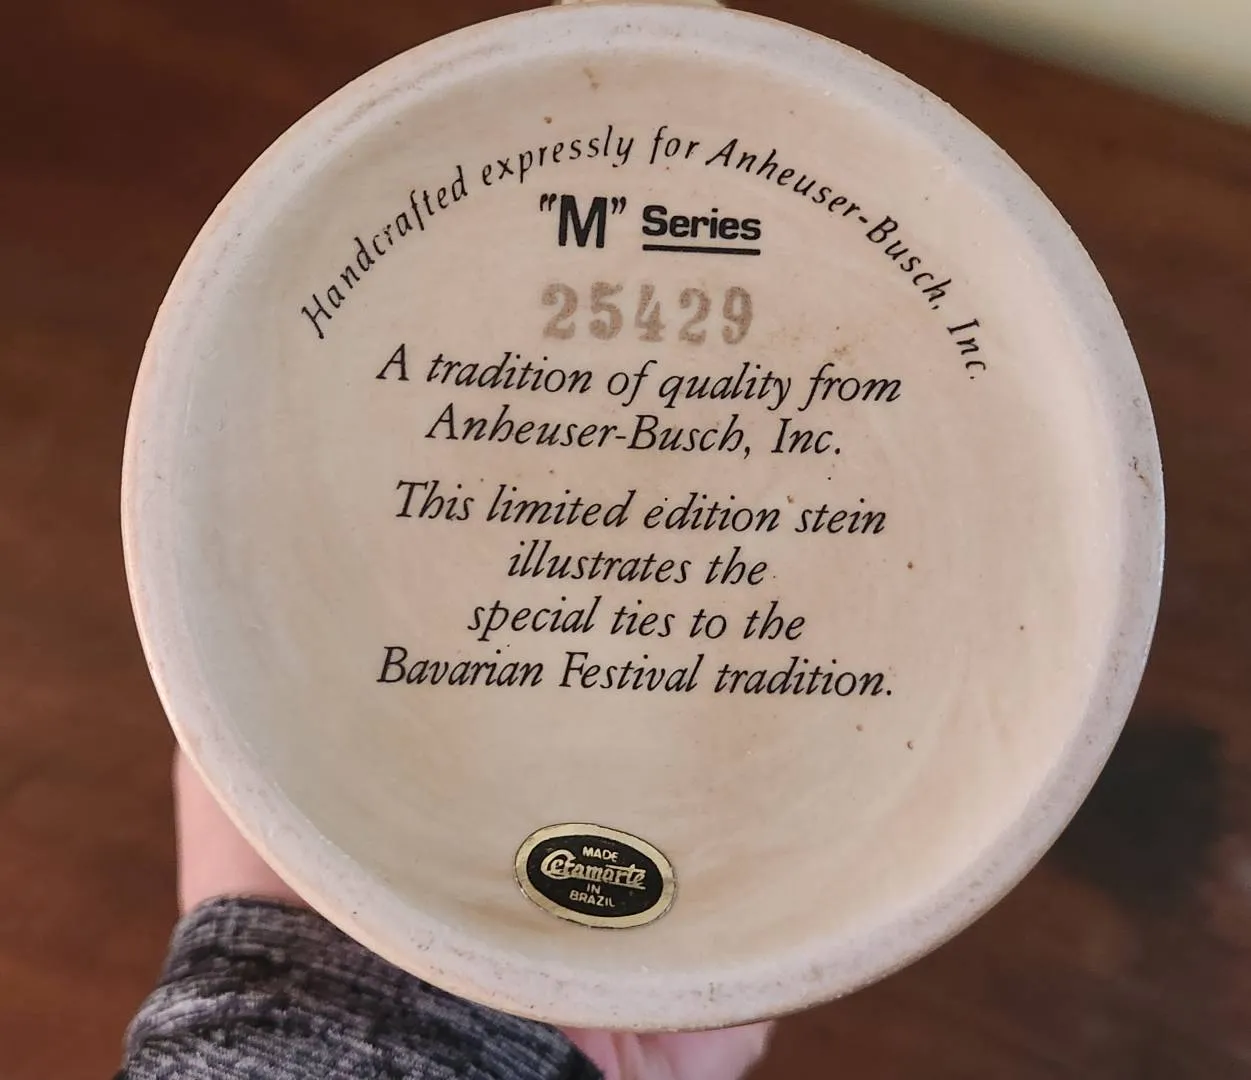 Handcrafted expressly for Anheuser-Busch, Inc.
"M" Series
25429
A tradition of quality from
Anheuser-Busch, Inc.
This limited edition stein
illustrates the
special ties to the
Bavarian Festival tradition.
MADE
Ceramarte
IN
BRAZIL